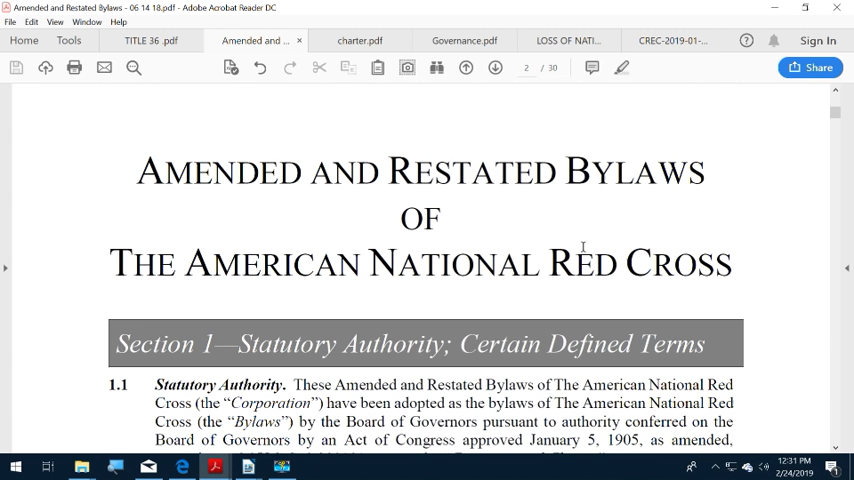 Amended and Restated Bylaws - 06 14 18.pdf - Adobe Acrobat Reader DC
File Edit View Window Help
Home Tools TITLE 36 .pdf Amended and ... × charter.pdf Governance.pdf LOSS OF NATI... CREC-2019-01-... Sign In
2 / 30 Share
AMENDED AND RESTATED BYLAWS
OF
THE AMERICAN NATIONAL RED CROSS
Section 1—Statutory Authority; Certain Defined Terms
1.1 Statutory Authority. These Amended and Restated Bylaws of The American National Red
Cross (the “Corporation”) have been adopted as the bylaws of The American National Red
Cross (the “Bylaws”) by the Board of Governors pursuant to authority conferred on the
Board of Governors by an Act of Congress approved January 5, 1905, as amended,
12:31 PM
2/24/2019